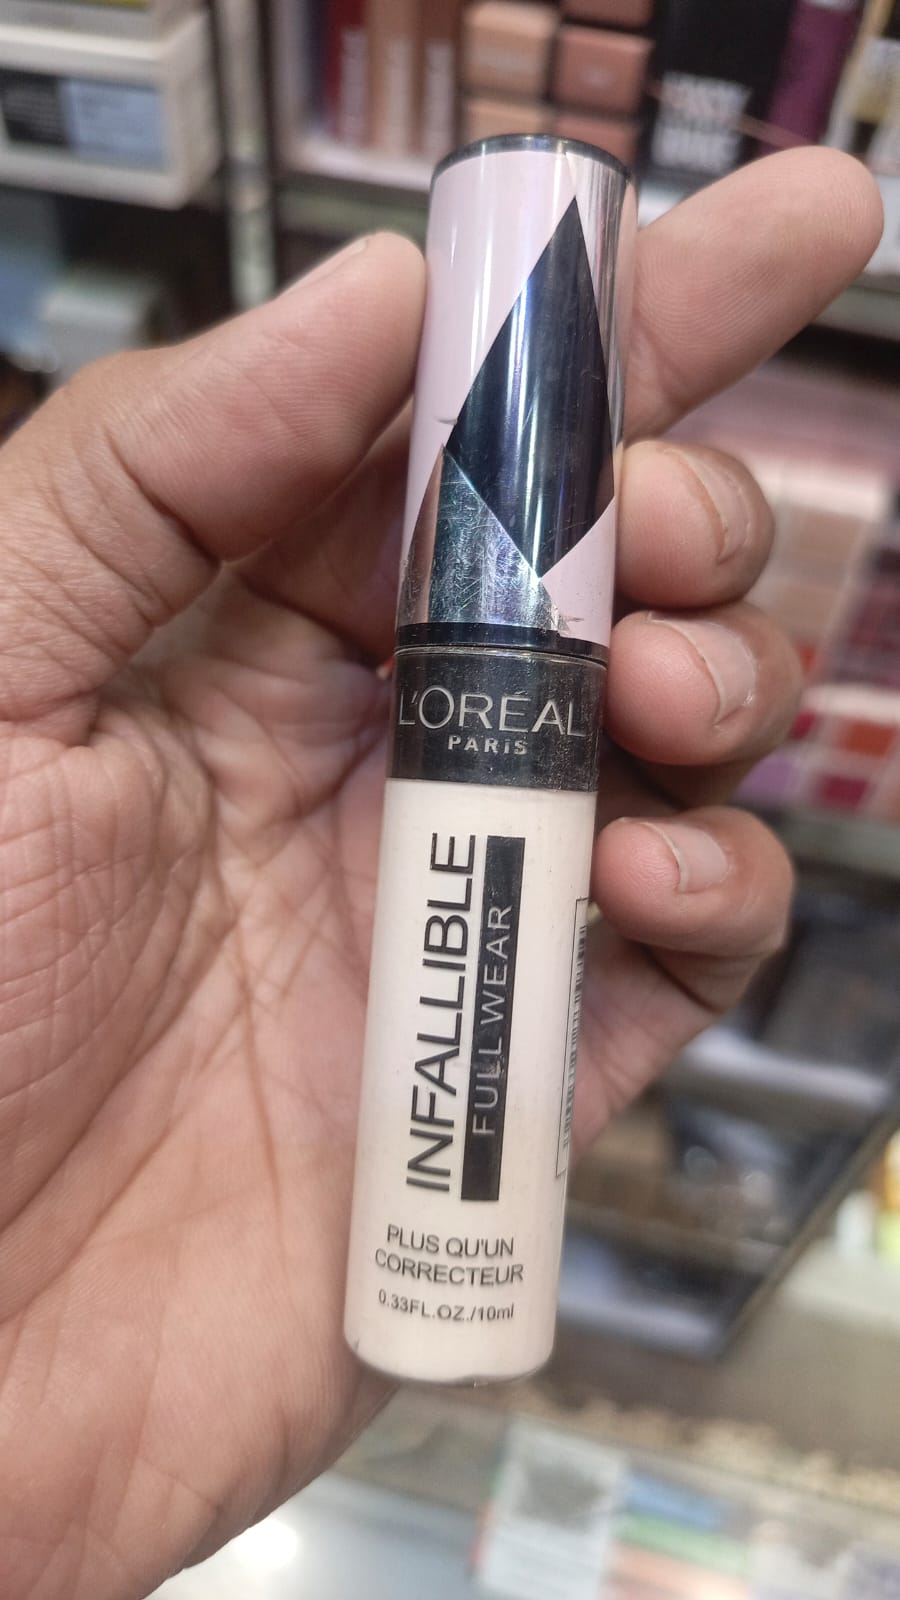 L'ORÉAL
PARIS
INFALLIBLE
FULL WEAR
PLUS QU'UN
CORRECTEUR
0.33FL.OZ./10ml